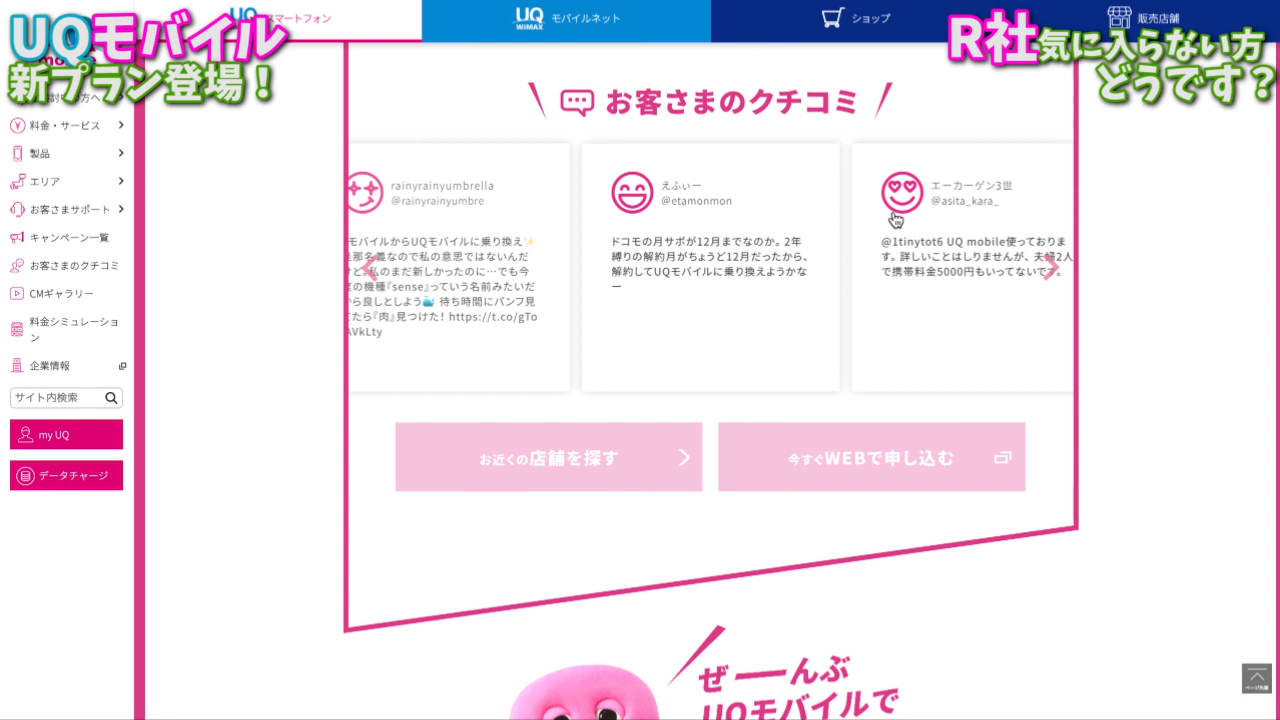 UQモバイル
新プラン登場！
R社気に入らない方
どうです？
UQ スマートフォン
UQ WiMAX モバイルネット
ショップ
販売店舗
料金・サービス
製品
エリア
お客さまサポート
キャンペーン一覧
お客さまのクチコミ
CMギャラリー
料金シミュレーショ
ン
企業情報
サイト内検索
my UQ
データチャージ
お客さまのクチコミ
rainyrainyumbrella
@rainyrainyumbre
モバイルからUQモバイルに乗り換え✨
那名義なので私の意思ではないんだ
けど。私のまだ新しかったのに…でも今
の機種『sense』っていう名前みたいだ
から良しとしよう🐳 待ち時間にパンフ見
てたら『肉』見つけた！ https://t.co/gTo
AVkLty
えふぃー
@etamonmon
ドコモの月サポが12月までなのか。2年
縛りの解約月がちょうど12月だったから、
解約してUQモバイルに乗り換えようかな
ー
エーカーゲン3世
@asita_kara_
@1tinytot6 UQ mobile使っておりま
す。詳しいことはしりませんが、夫婦2人
で携帯料金5000円もいってないです。
お近くの店舗を探す
今すぐWEBで申し込む
ぜーんぶ
UQモバイルで
ページ先頭